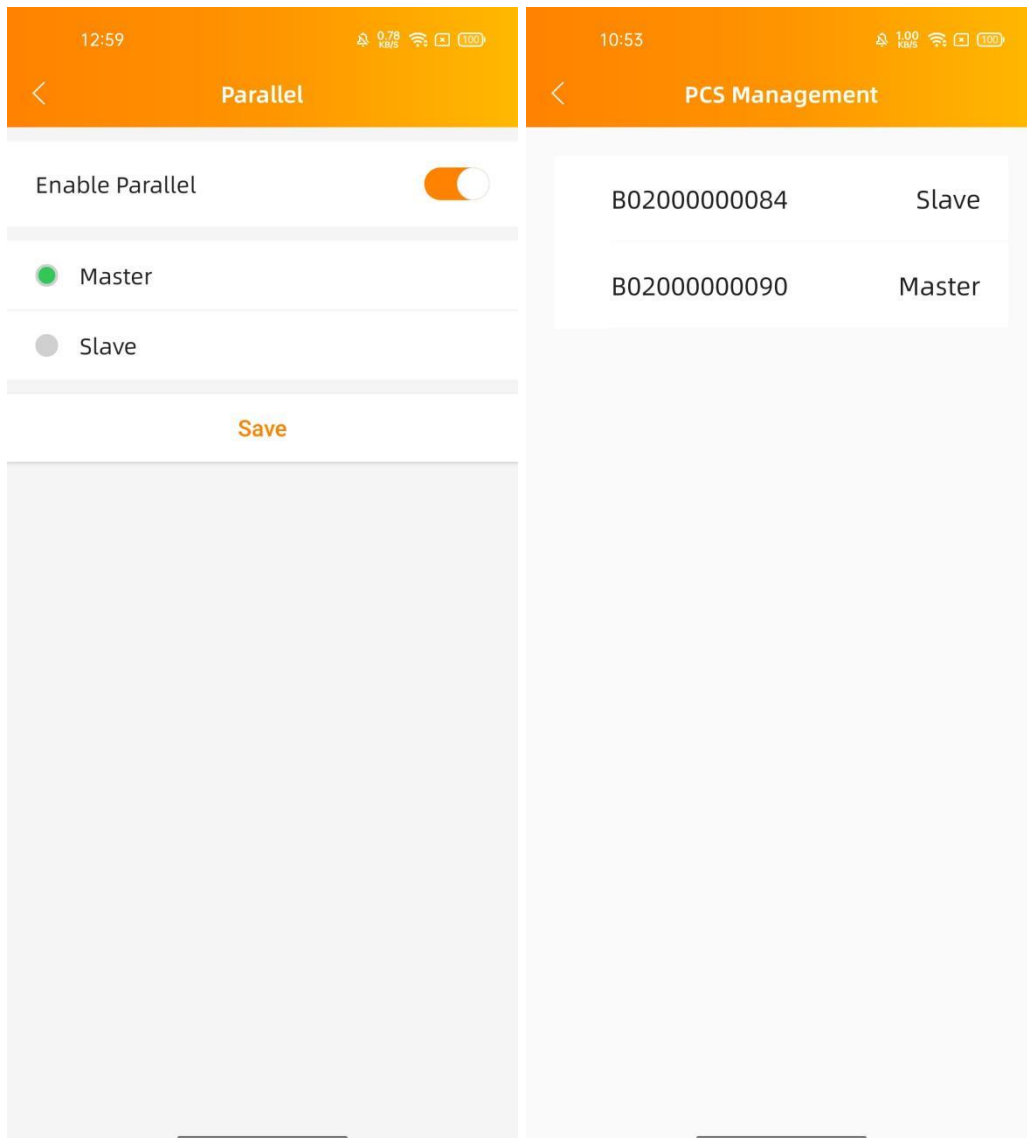 12:59
0.78 KB/S
100
Parallel
Enable Parallel
Master
Slave
Save
10:53
1.00 KB/S
100
PCS Management
B02000000084 Slave
B02000000090 Master